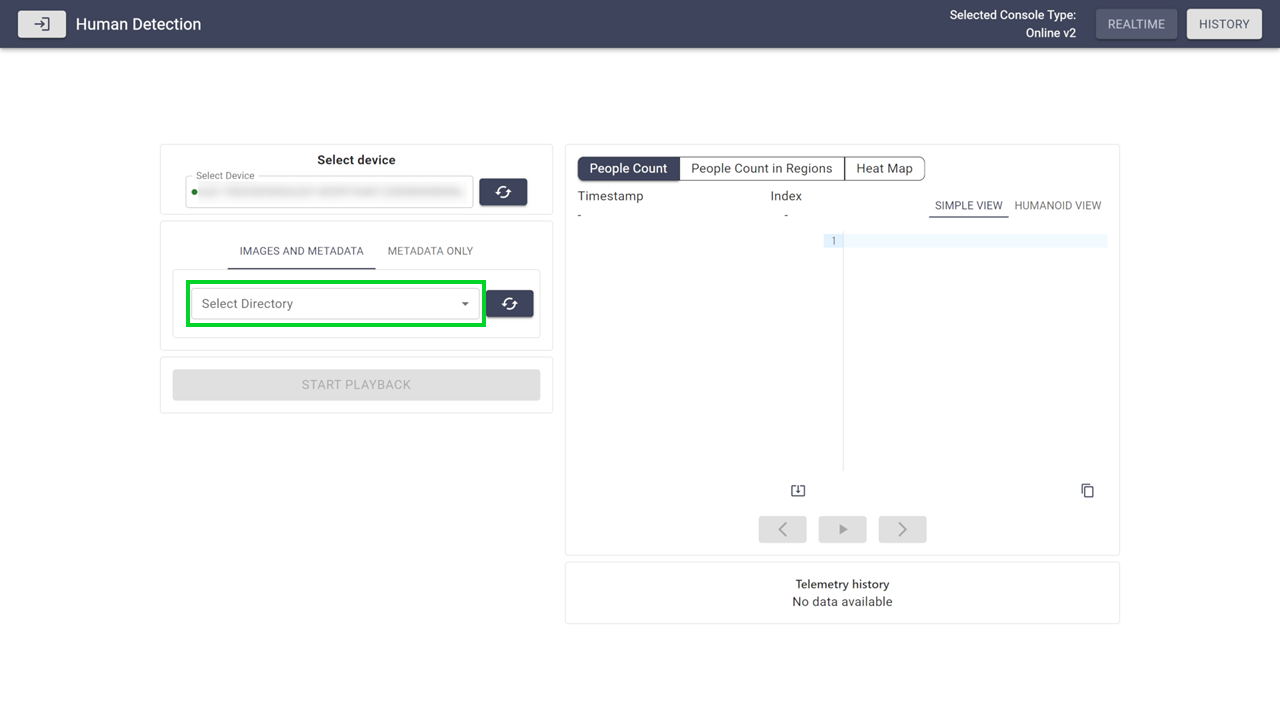 Human Detection
Selected Console Type:
Online v2
REALTIME
HISTORY
Select device
Select Device
IMAGES AND METADATA
METADATA ONLY
Select Directory
START PLAYBACK
People Count
People Count in Regions
Heat Map
Timestamp
-
Index
-
SIMPLE VIEW
HUMANOID VIEW
1
Telemetry history
No data available